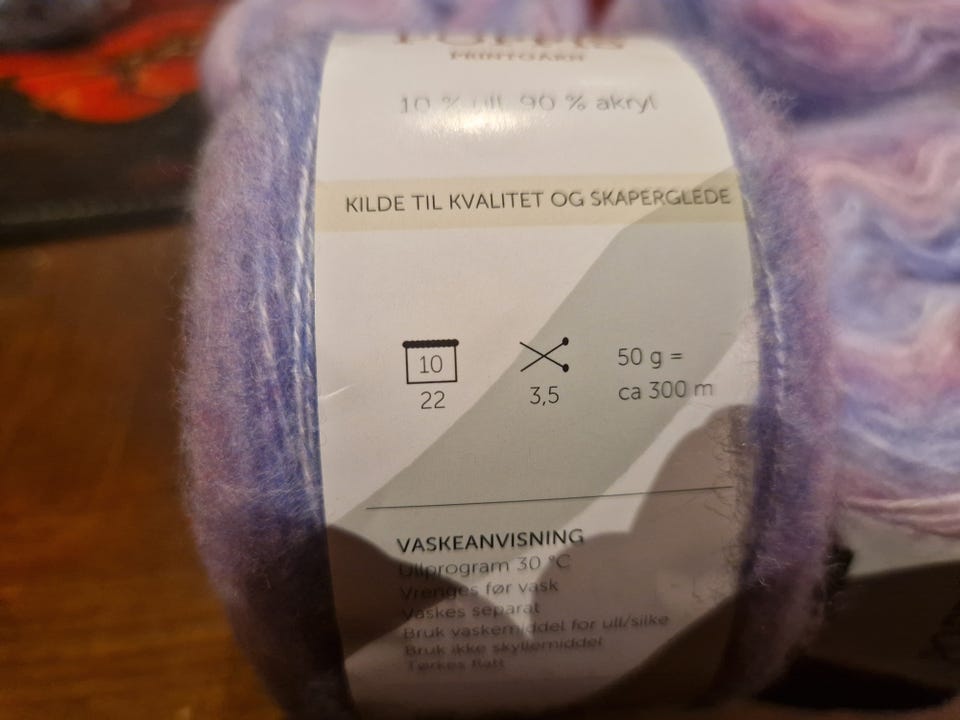 PRINTGARN
10 % ull, 90 % akryl
KILDE TIL KVALITET OG SKAPERGLEDE
10
22
3,5
50 g =
ca 300 m
VASKEANVISNING
Ullprogram 30 °C
Vrenges før vask
Vaskes separat
Bruk vaskemiddel for ull/silke
Bruk ikke skyllemiddel
Tørkes flatt